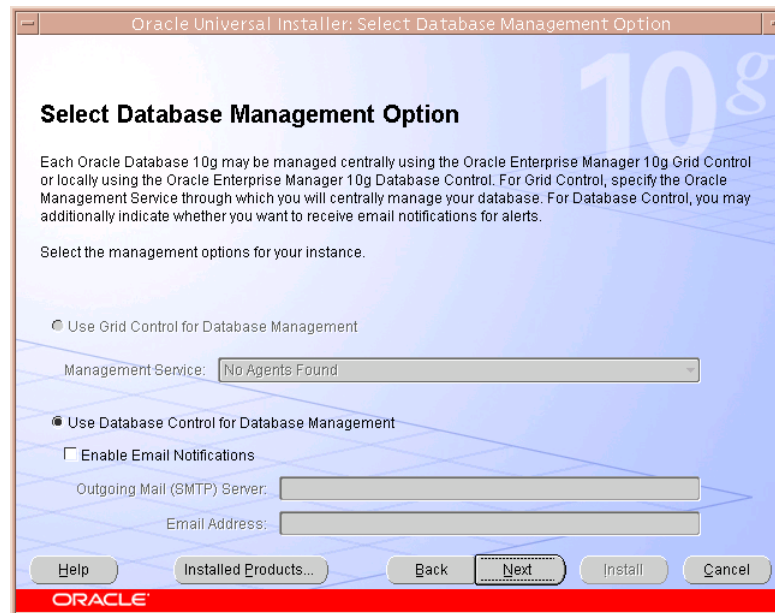 Oracle Universal Installer: Select Database Management Option
10g
Select Database Management Option
Each Oracle Database 10g may be managed centrally using the Oracle Enterprise Manager 10g Grid Control
or locally using the Oracle Enterprise Manager 10g Database Control. For Grid Control, specify the Oracle
Management Service through which you will centrally manage your database. For Database Control, you may
additionally indicate whether you want to receive email notifications for alerts.
Select the management options for your instance.
Use Grid Control for Database Management
Management Service: No Agents Found
Use Database Control for Database Management
Enable Email Notifications
Outgoing Mail (SMTP) Server:
Email Address:
Help Installed Products... Back Next Install Cancel
ORACLE